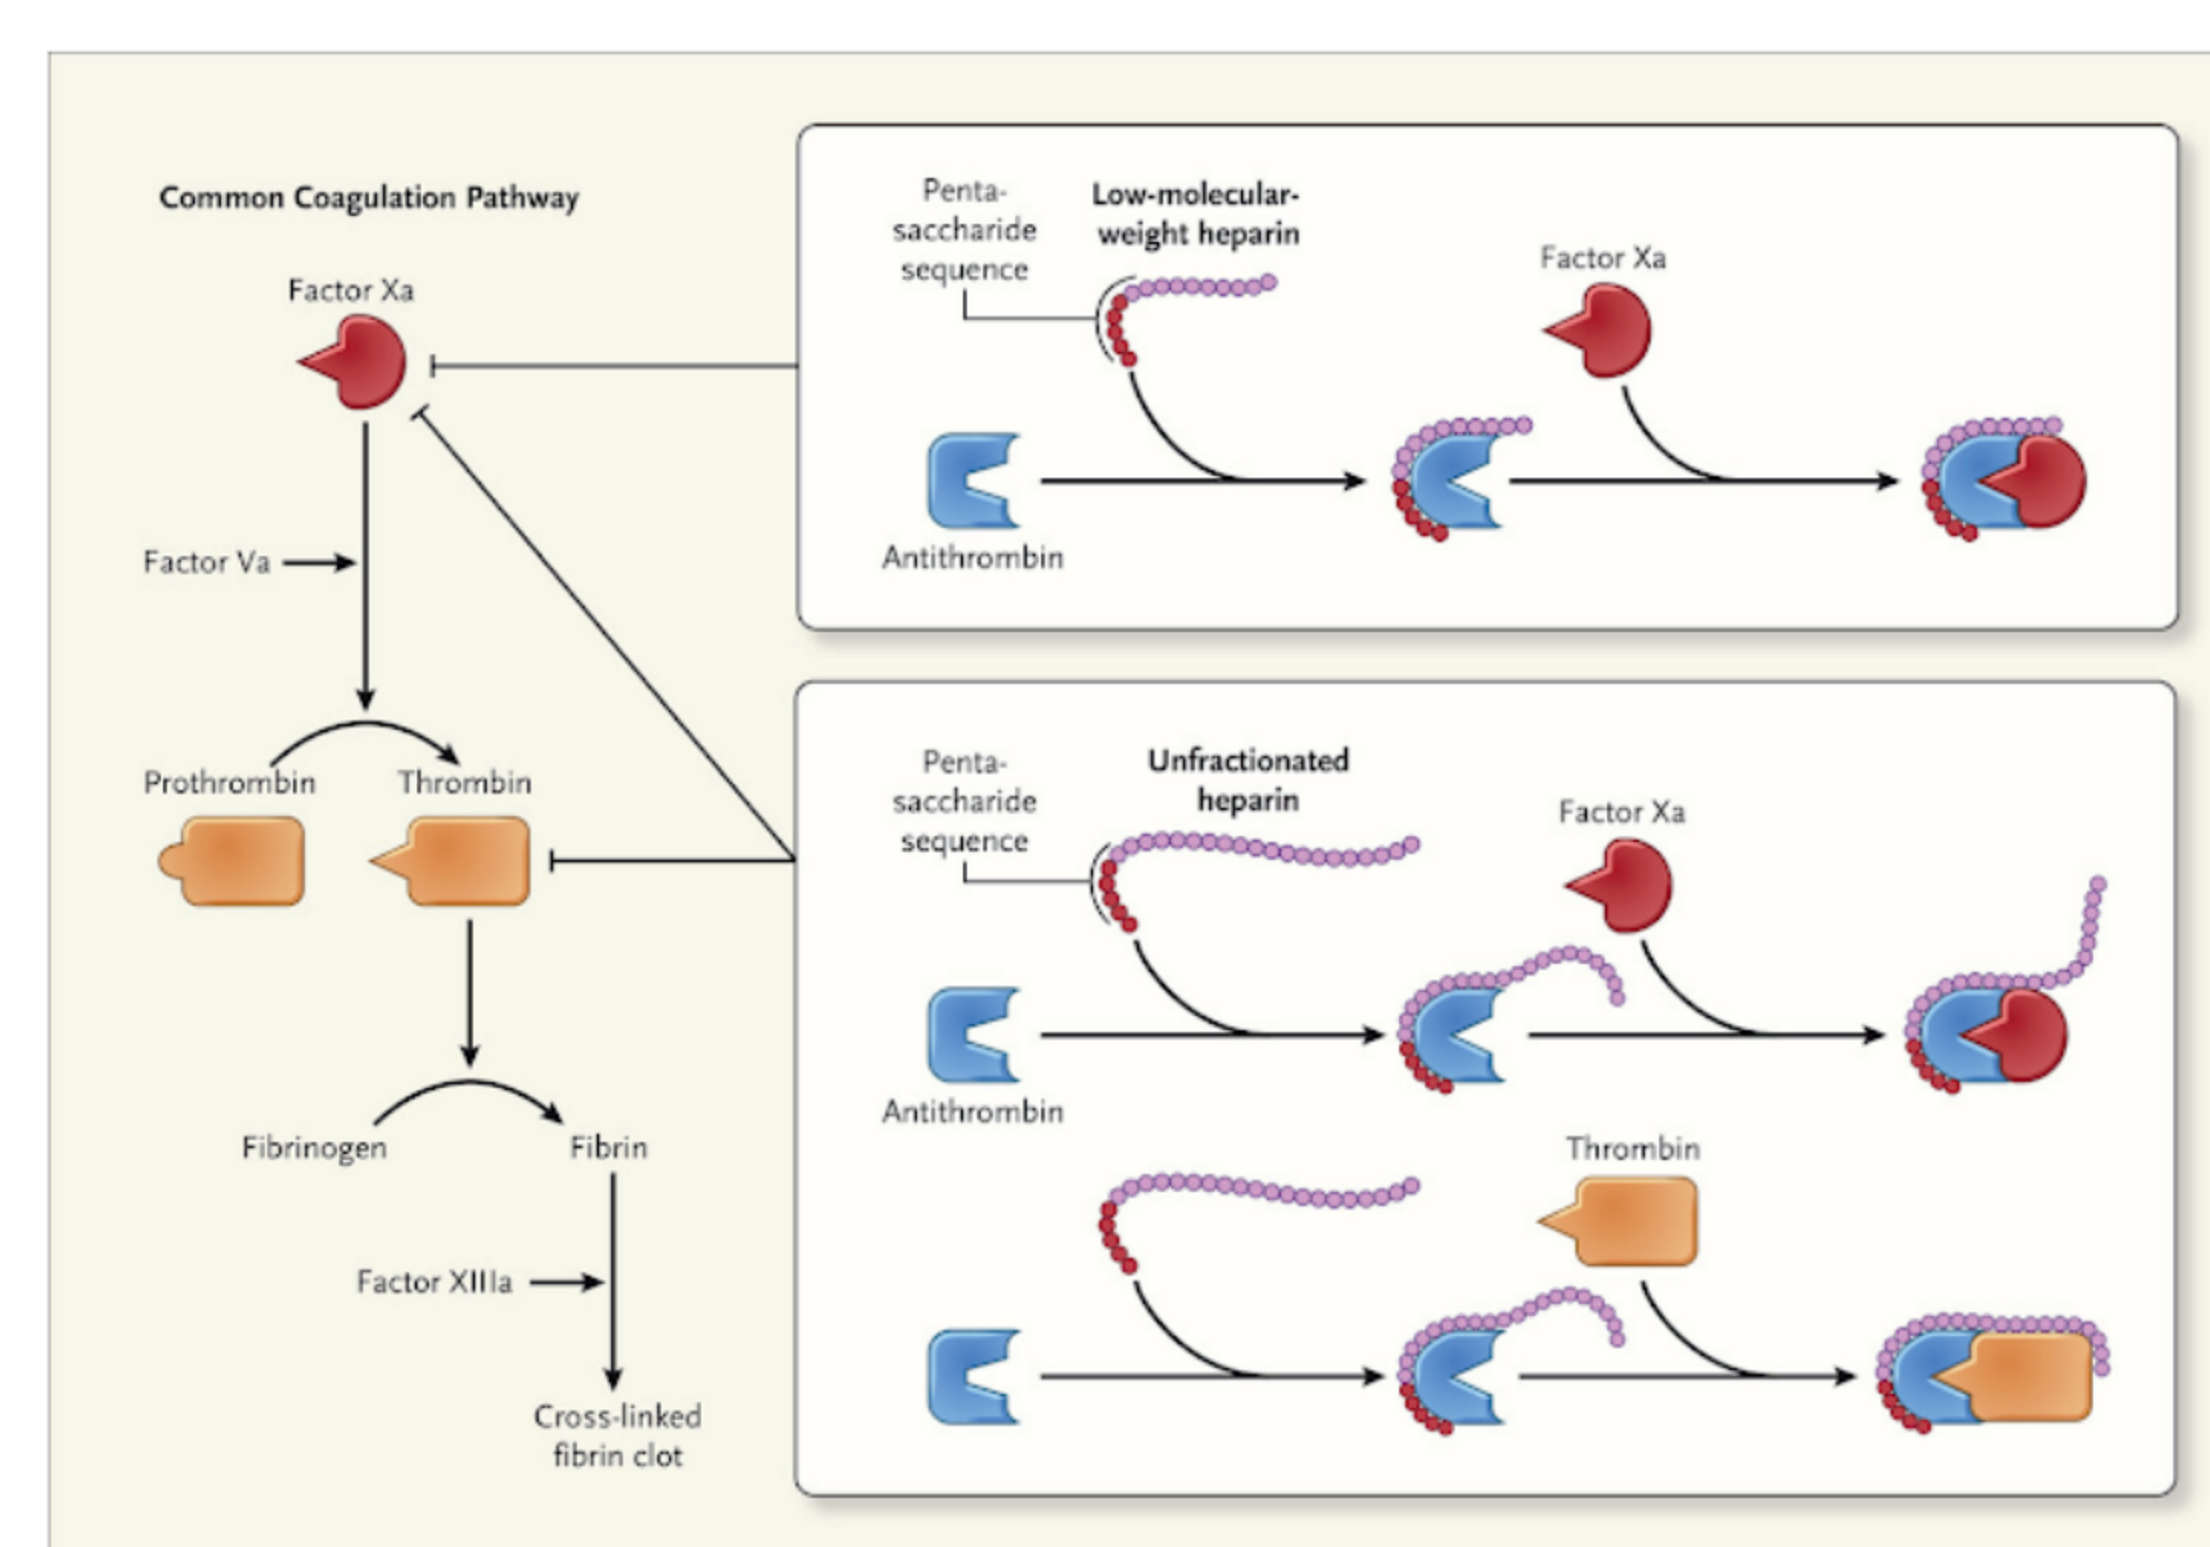 Common Coagulation Pathway
Factor Xa
Factor Va
Prothrombin
Thrombin
Fibrinogen
Fibrin
Factor XIIIa
Cross-linked
fibrin clot
Penta-
saccharide
sequence
Low-molecular-
weight heparin
Factor Xa
Antithrombin
Penta-
saccharide
sequence
Unfractionated
heparin
Factor Xa
Antithrombin
Thrombin